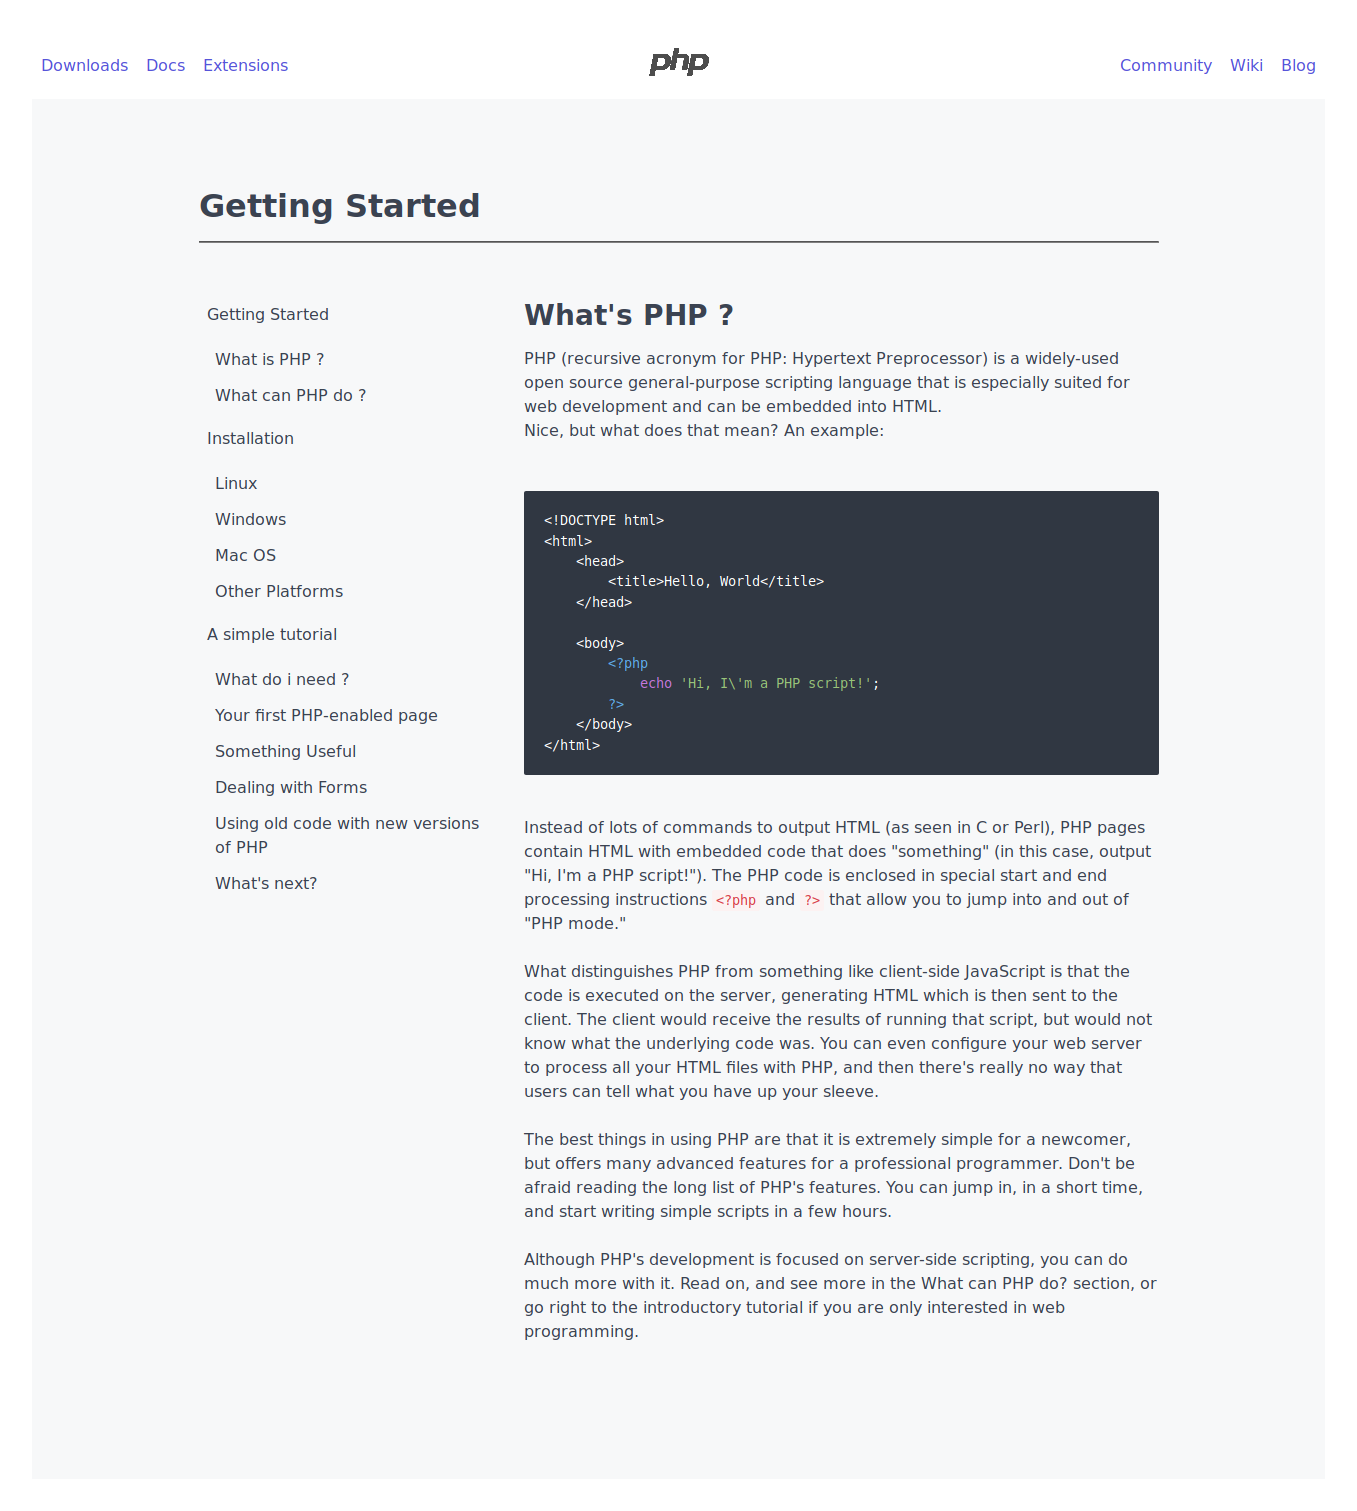 Downloads Docs Extensions php Community Wiki Blog
Getting Started
Getting Started
What is PHP ?
What can PHP do ?
Installation
Linux
Windows
Mac OS
Other Platforms
A simple tutorial
What do i need ?
Your first PHP-enabled page
Something Useful
Dealing with Forms
Using old code with new versions
of PHP
What's next?
What's PHP ?
PHP (recursive acronym for PHP: Hypertext Preprocessor) is a widely-used
open source general-purpose scripting language that is especially suited for
web development and can be embedded into HTML.
Nice, but what does that mean? An example:
<!DOCTYPE html>
<html>
    <head>
        <title>Hello, World</title>
    </head>
    <body>
        <?php
            echo 'Hi, I\'m a PHP script!';
        ?>
    </body>
</html>
Instead of lots of commands to output HTML (as seen in C or Perl), PHP pages
contain HTML with embedded code that does "something" (in this case, output
"Hi, I'm a PHP script!"). The PHP code is enclosed in special start and end
processing instructions <?php and ?> that allow you to jump into and out of
"PHP mode."
What distinguishes PHP from something like client-side JavaScript is that the
code is executed on the server, generating HTML which is then sent to the
client. The client would receive the results of running that script, but would not
know what the underlying code was. You can even configure your web server
to process all your HTML files with PHP, and then there's really no way that
users can tell what you have up your sleeve.
The best things in using PHP are that it is extremely simple for a newcomer,
but offers many advanced features for a professional programmer. Don't be
afraid reading the long list of PHP's features. You can jump in, in a short time,
and start writing simple scripts in a few hours.
Although PHP's development is focused on server-side scripting, you can do
much more with it. Read on, and see more in the What can PHP do? section, or
go right to the introductory tutorial if you are only interested in web
programming.